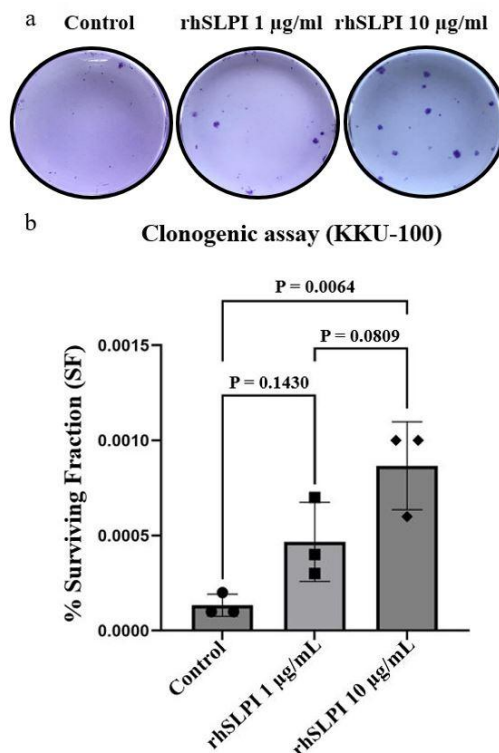 a
Control rhSLPI 1 µg/ml rhSLPI 10 µg/ml
b
Clonogenic assay (KKU-100)
P = 0.0064
P = 0.0809
P = 0.1430
% Surviving Fraction (SF)
0.0015
0.0010
0.0005
0.0000
Control
rhSLPI 1 µg/mL
rhSLPI 10 µg/mL